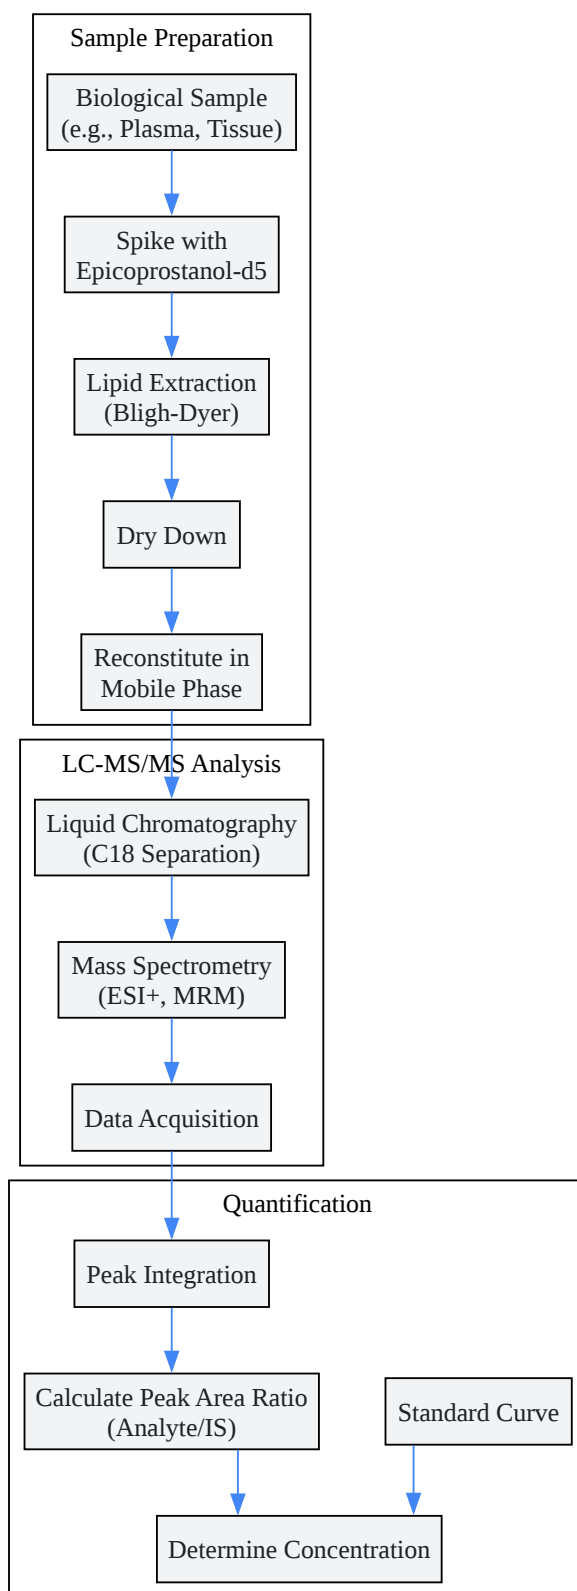 Sample Preparation
Biological Sample
(e.g., Plasma, Tissue)
Spike with
Epicoprostanol-d5
Lipid Extraction
(Bligh-Dyer)
Dry Down
Reconstitute in
Mobile Phase
LC-MS/MS Analysis
Liquid Chromatography
(C18 Separation)
Mass Spectrometry
(ESI+, MRM)
Data Acquisition
Quantification
Peak Integration
Calculate Peak Area Ratio
(Analyte/IS)
Standard Curve
Determine Concentration